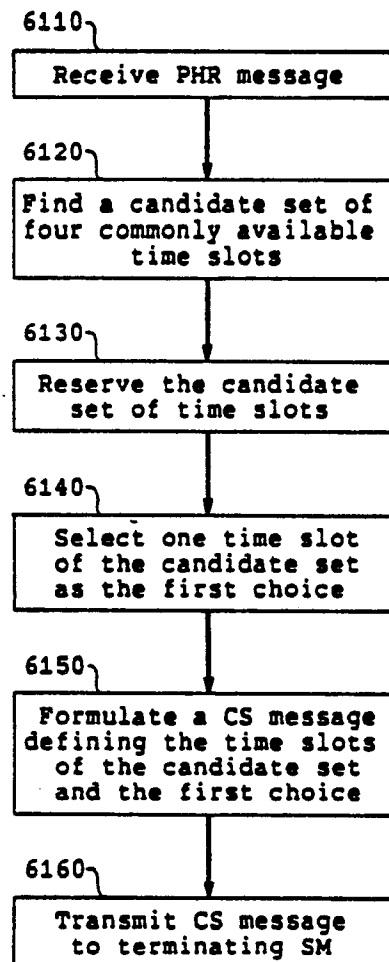 6110
Receive PHR message
6120
Find a candidate set of
four commonly available
time slots
6130
Reserve the candidate
set of time slots
6140
Select one time slot
of the candidate set
as the first choice
6150
Formulate a CS message
defining the time slots
of the candidate set
and the first choice
6160
Transmit CS message
to terminating SM